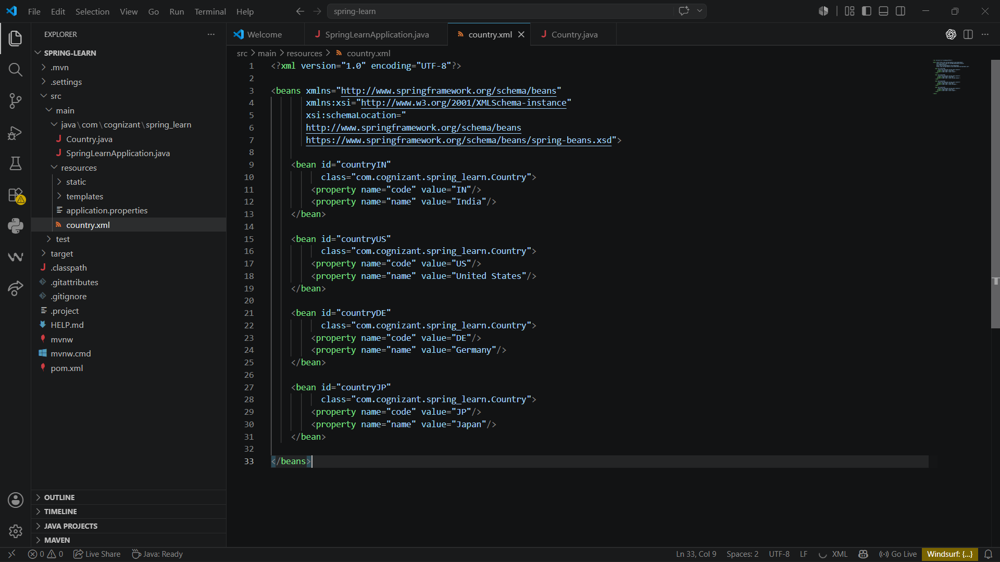 File Edit Selection View Go Run Terminal Help
spring-learn
EXPLORER
SPRING-LEARN
.mvn
.settings
src
main
java\com\cognizant\spring_learn
Country.java
SpringLearnApplication.java
resources
static
templates
application.properties
country.xml
test
target
.classpath
.gitattributes
.gitignore
.project
HELP.md
mvnw
mvnw.cmd
pom.xml
OUTLINE
TIMELINE
JAVA PROJECTS
MAVEN
Welcome SpringLearnApplication.java country.xml Country.java
src > main > resources > country.xml
1 <?xml version="1.0" encoding="UTF-8"?>
2
3 <beans xmlns="http://www.springframework.org/schema/beans"
4 xmlns:xsi="http://www.w3.org/2001/XMLSchema-instance"
5 xsi:schemaLocation="
6 http://www.springframework.org/schema/beans
7 https://www.springframework.org/schema/beans/spring-beans.xsd">
8
9 <bean id="countryIN"
10 class="com.cognizant.spring_learn.Country">
11 <property name="code" value="IN"/>
12 <property name="name" value="India"/>
13 </bean>
14
15 <bean id="countryUS"
16 class="com.cognizant.spring_learn.Country">
17 <property name="code" value="US"/>
18 <property name="name" value="United States"/>
19 </bean>
20
21 <bean id="countryDE"
22 class="com.cognizant.spring_learn.Country">
23 <property name="code" value="DE"/>
24 <property name="name" value="Germany"/>
25 </bean>
26
27 <bean id="countryJP"
28 class="com.cognizant.spring_learn.Country">
29 <property name="code" value="JP"/>
30 <property name="name" value="Japan"/>
31 </bean>
32
33 </beans>
0 0 Live Share Java: Ready Ln 33, Col 9 Spaces: 2 UTF-8 LF XML Go Live Windsurf: {...}